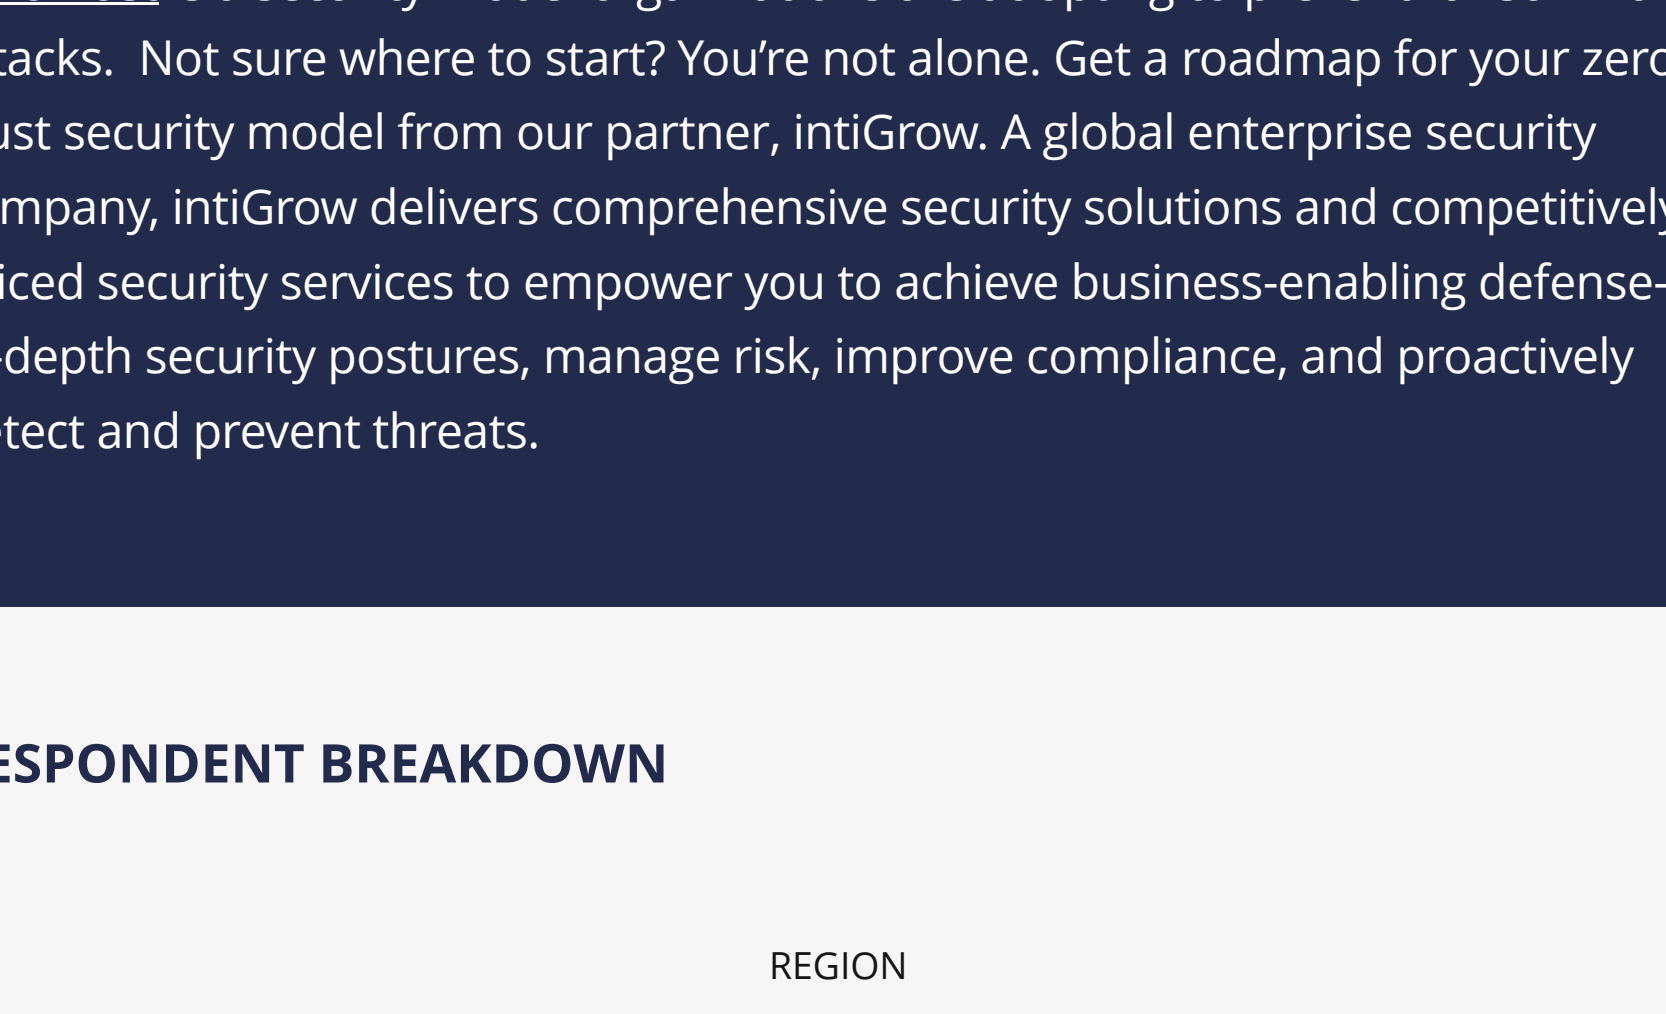 tacks. Not sure where to start? You’re not alone. Get a roadmap for your zero
ust security model from our partner, intiGrow. A global enterprise security
mpany, intiGrow delivers comprehensive security solutions and competitively
iced security services to empower you to achieve business-enabling defense-
-depth security postures, manage risk, improve compliance, and proactively
tect and prevent threats.
ESPONDENT BREAKDOWN
REGION